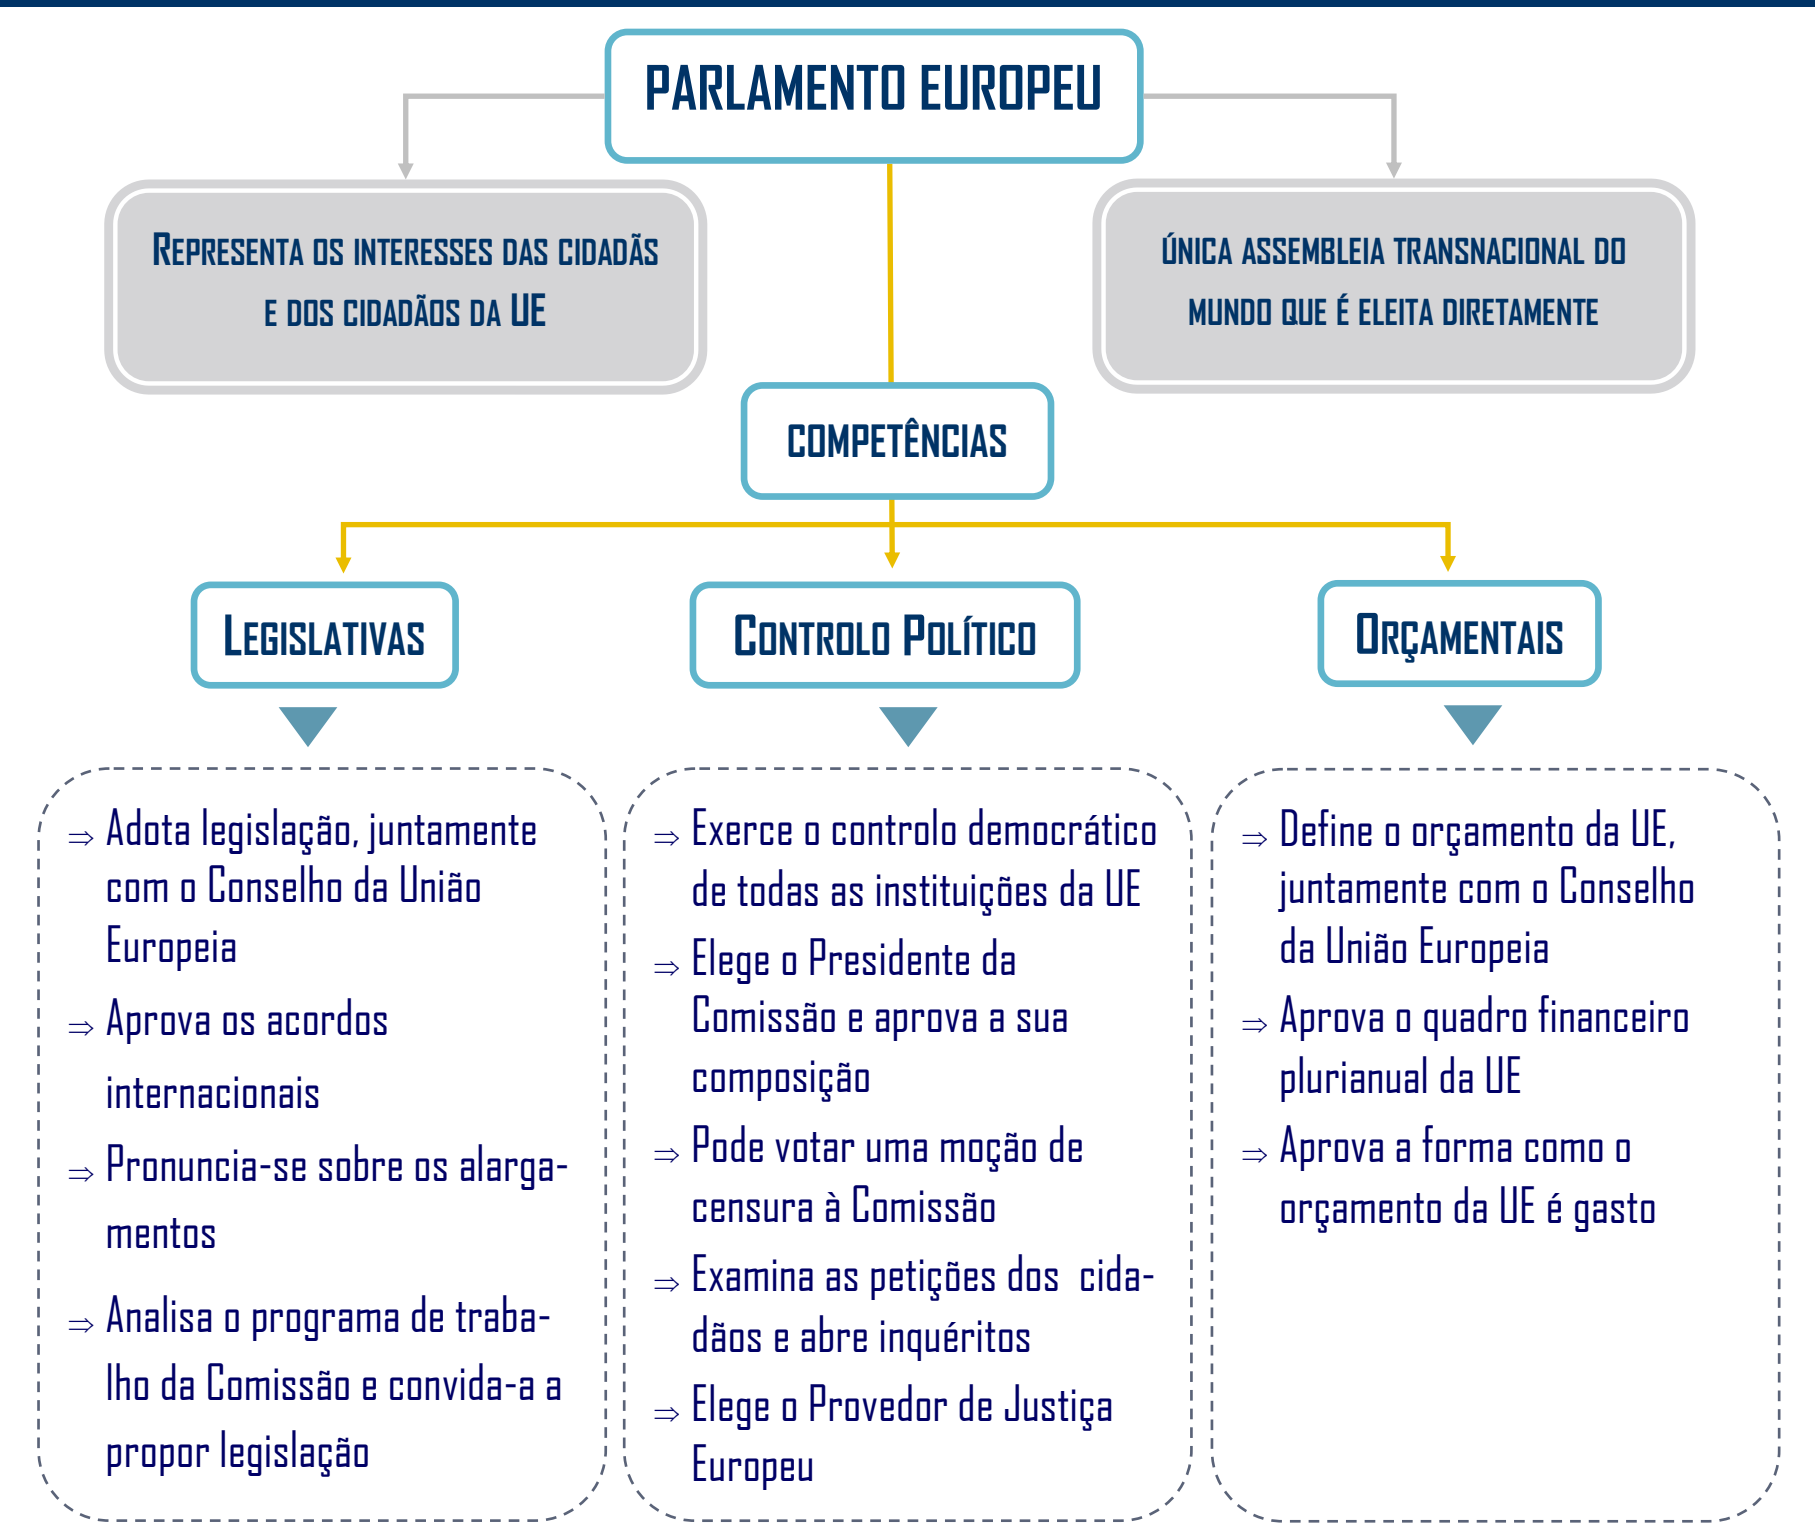 PARLAMENTO EUROPEU
REPRESENTA OS INTERESSES DAS CIDADÃS
E DOS CIDADÃOS DA UE
ÚNICA ASSEMBLEIA TRANSNACIONAL DO
MUNDO QUE É ELEITA DIRETAMENTE
COMPETÊNCIAS
LEGISLATIVAS
CONTROLO POLÍTICO
ORÇAMENTAIS
⇒ Adota legislação, juntamente
com o Conselho da União
Europeia
⇒ Aprova os acordos
internacionais
⇒ Pronuncia-se sobre os alarga-
mentos
⇒ Analisa o programa de traba-
lho da Comissão e convida-a a
propor legislação
⇒ Exerce o controlo democrático
de todas as instituições da UE
⇒ Elege o Presidente da
Comissão e aprova a sua
composição
⇒ Pode votar uma moção de
censura à Comissão
⇒ Examina as petições dos cida-
dãos e abre inquéritos
⇒ Elege o Provedor de Justiça
Europeu
⇒ Define o orçamento da UE,
juntamente com o Conselho
da União Europeia
⇒ Aprova o quadro financeiro
plurianual da UE
⇒ Aprova a forma como o
orçamento da UE é gasto